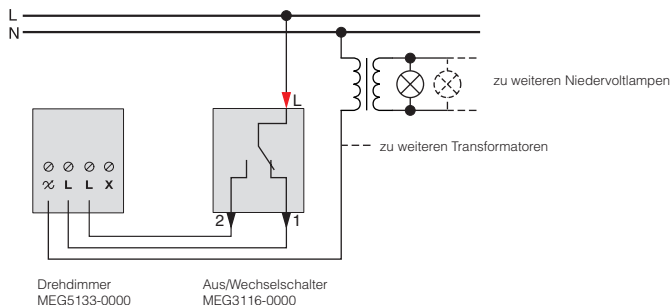 L
N
L
zu weiteren Niedervoltlampen
zu weiteren Transformatoren
L L X
2 1
Drehdimmer
MEG5133-0000
Aus/Wechselschalter
MEG3116-0000